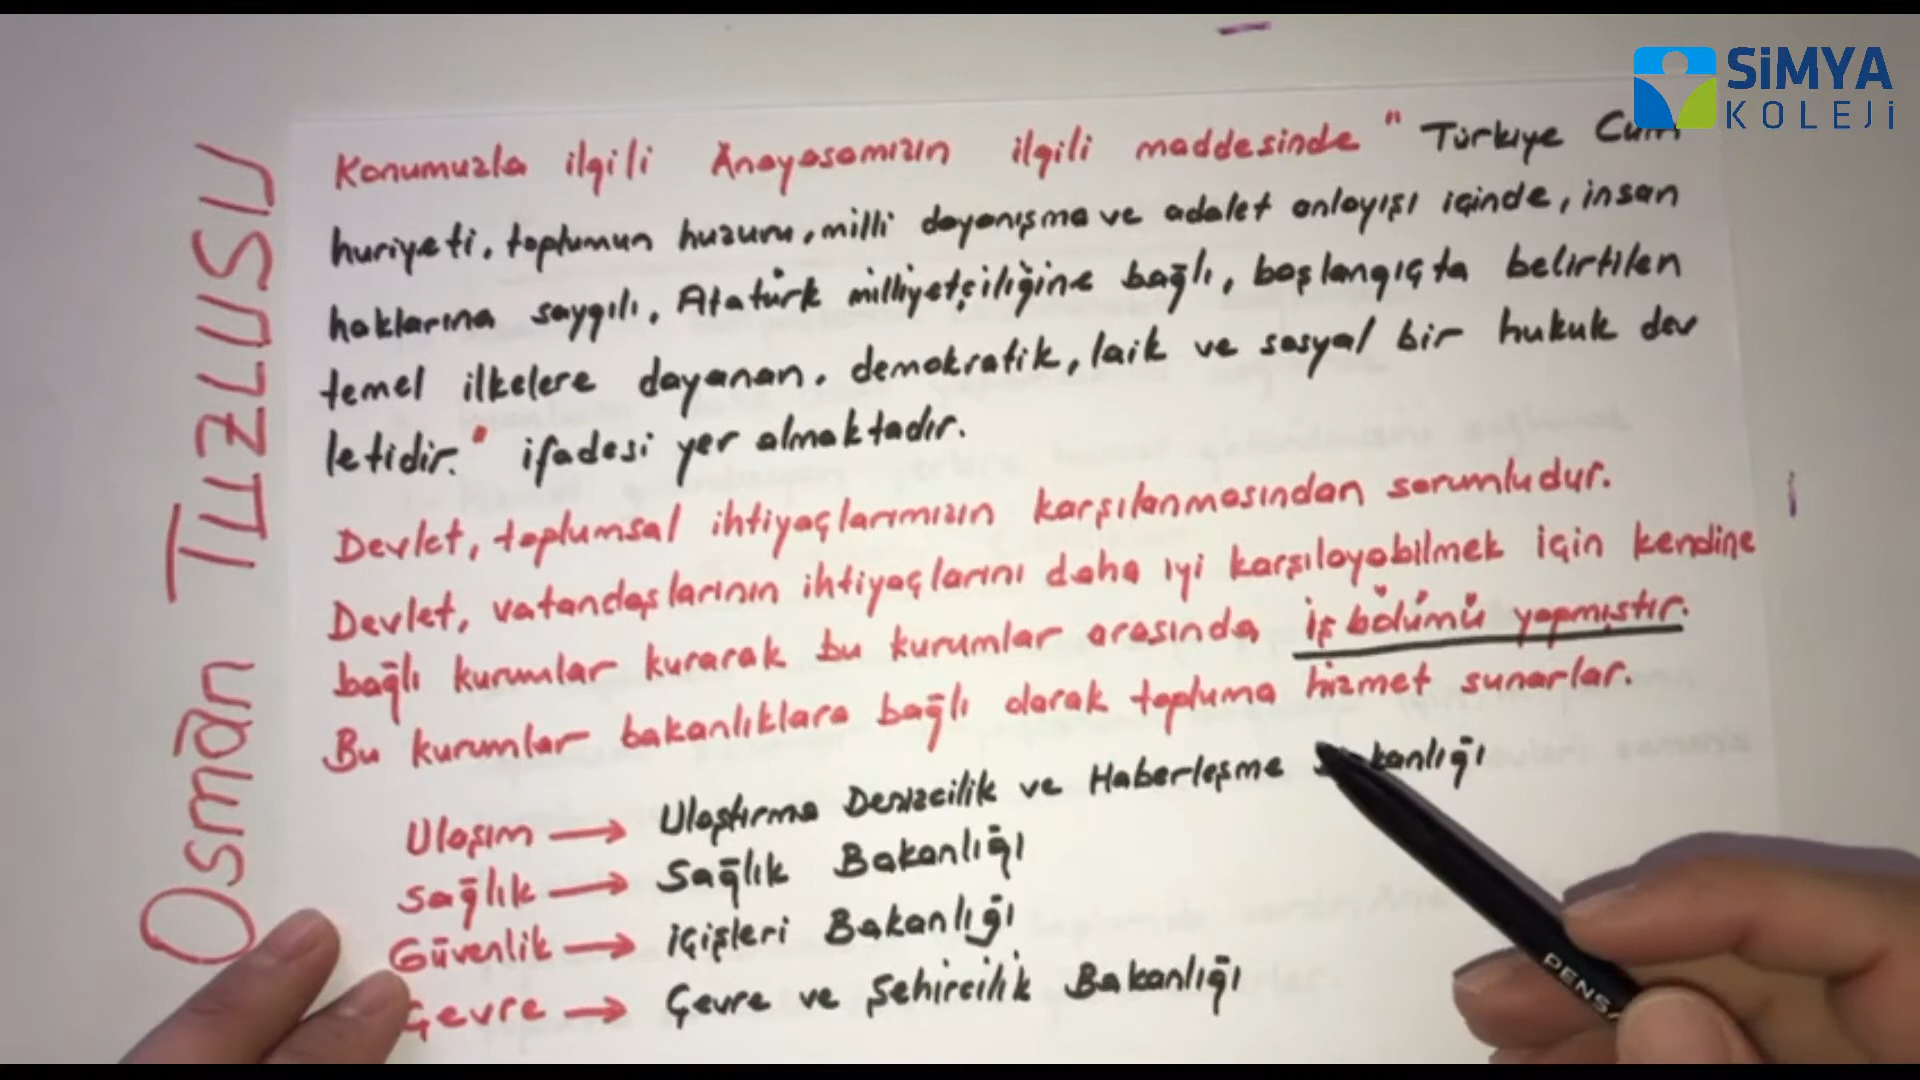 SiMYA
KOLEJi
Osman TUZLUSU
Konumuzla ilgili Anayasamızın ilgili maddesinde " Türkiye Cum
huriyeti, toplumun huzuru, milli dayanışma ve adalet anlayışı içinde, insan
haklarına saygılı, Atatürk milliyetçiliğine bağlı, başlangıçta belirtilen
temel ilkelere dayanan, demokratik, laik ve sosyal bir hukuk dev
letidir." ifadesi yer almaktadır.
Devlet, toplumsal ihtiyaçlarımızın karşılanmasından sorumludur.
Devlet, vatandaşlarının ihtiyaçlarını daha iyi karşılayabilmek için kendine
bağlı kurumlar kurarak bu kurumlar arasında iş bölümü yapmıştır.
Bu kurumlar bakanlıklara bağlı olarak topluma hizmet sunarlar.
Ulaşım → Ulaştırma Denizcilik ve Haberleşme Bakanlığı
Sağlık → Sağlık Bakanlığı
Güvenlik → İçişleri Bakanlığı
Çevre → Çevre ve Şehircilik Bakanlığı
PENSA